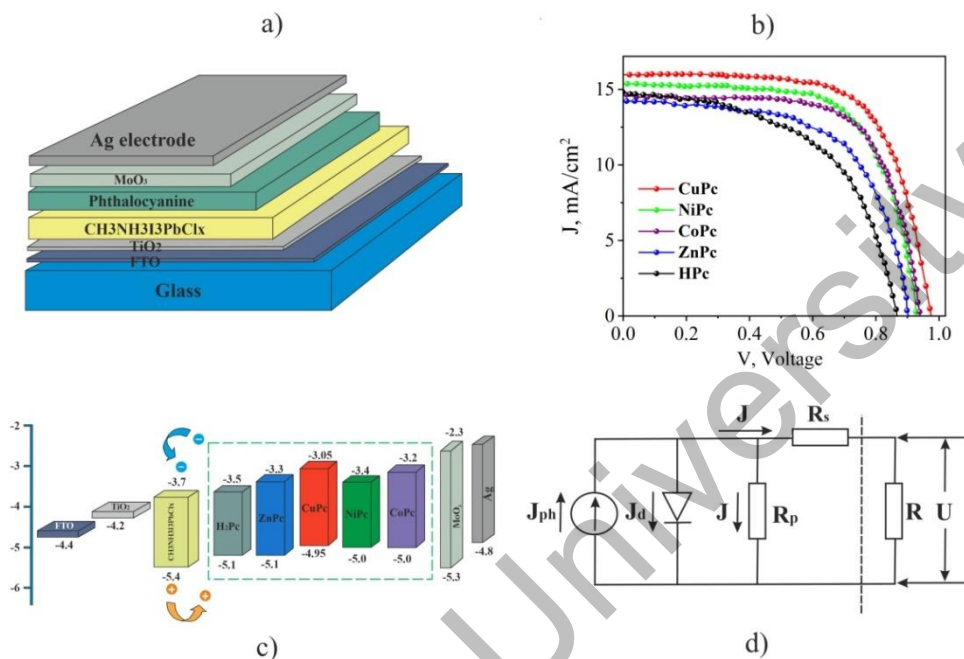 a)
Ag electrode
MoO₃
Phthalocyanine
CH3NH3I3PbClx
TiO₂
FTO
Glass
b)
J, mA/cm²
15
10
5
0
CuPc
NiPc
CoPc
ZnPc
HPc
0.0 0.2 0.4 0.6 0.8 1.0
V, Voltage
-2
-3
-4
-5
-6
FTO
-4.4
TiO₂
-4.2
-3.7
CH3NH3I3PbClx
-5.4
-3.5
H₂Pc
-5.1
-3.3
ZnPc
-5.1
-3.05
CuPc
-4.95
-3.4
NiPc
-5.0
-3.2
CoPc
-5.0
-2.3
-5.3
Ag
-4.8
c)
J
Rs
Jph
Jd
J
Rp
R
U
d)
University